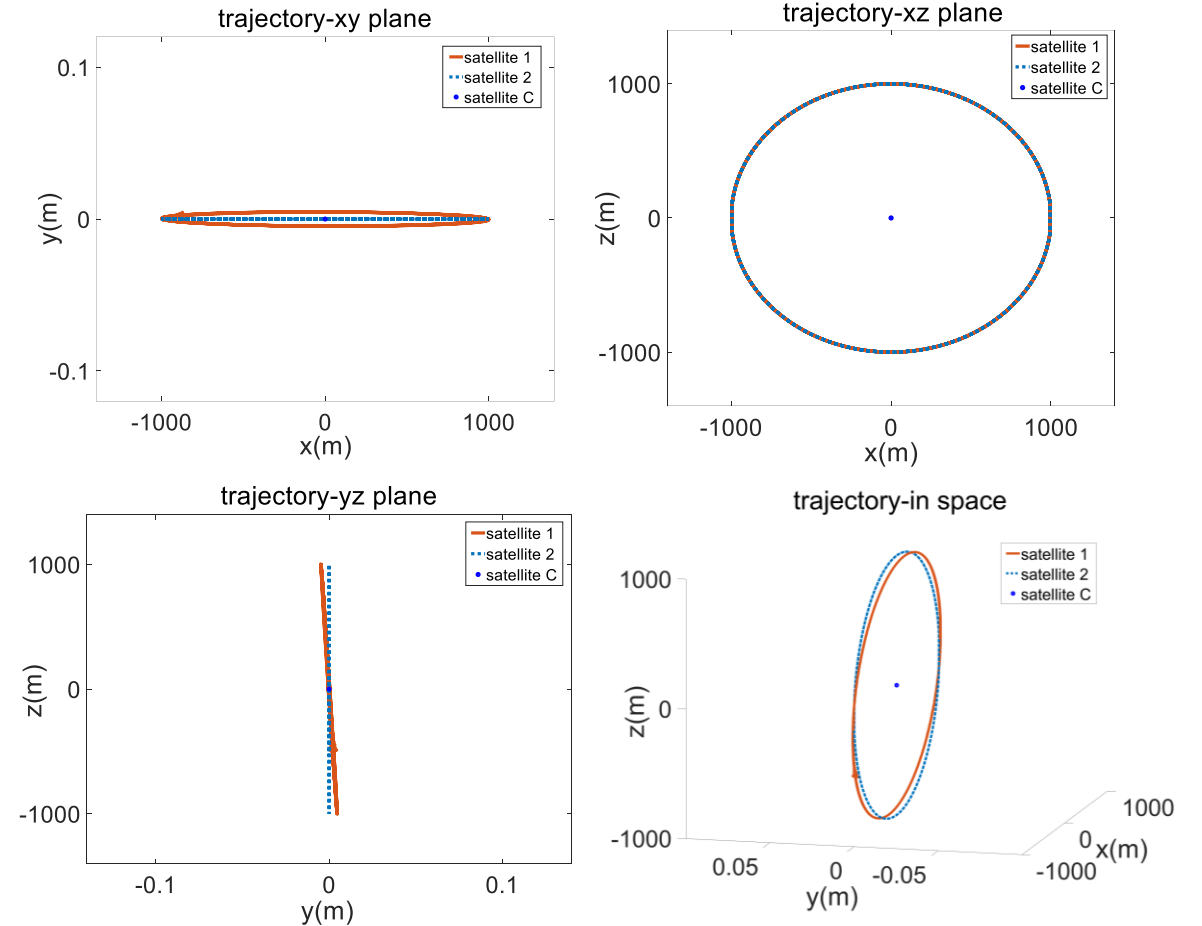 trajectory-xy plane
0.1
0
-0.1
y(m)
-1000 0 1000
x(m)
satellite 1
satellite 2
satellite C
trajectory-xz plane
1000
0
-1000
z(m)
-1000 0 1000
x(m)
satellite 1
satellite 2
satellite C
trajectory-yz plane
1000
0
-1000
z(m)
-0.1 0 0.1
y(m)
satellite 1
satellite 2
satellite C
trajectory-in space
1000
0
-1000
z(m)
0.05 0 -0.05
y(m)
-1000 0 1000
x(m)
satellite 1
satellite 2
satellite C